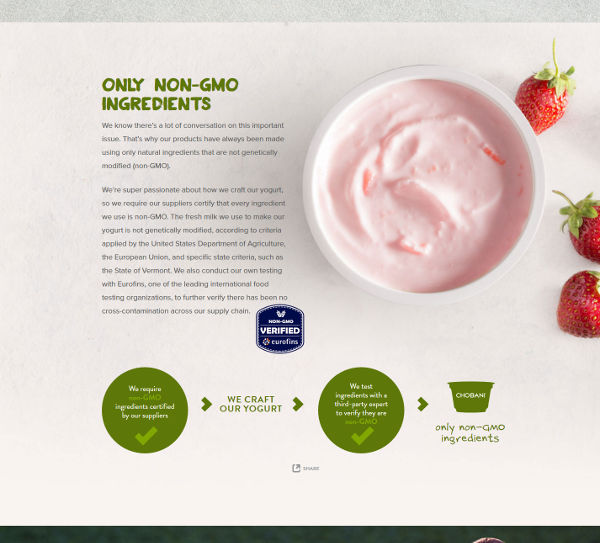 ONLY NON-GMO
INGREDIENTS
We know there's a lot of conversation on this important
issue. That's why our products have always been made
using only natural ingredients that are not genetically
modified (non-GMO).
We're super passionate about how we craft our yogurt,
so we require our suppliers certify that every ingredient
we use is non-GMO. The fresh milk we use to make our
yogurt is not genetically modified, according to criteria
applied by the United States Department of Agriculture,
the European Union, and specific state criteria, such as
the State of Vermont. We also conduct our own testing
with Eurofins, one of the leading international food
testing organizations, to further verify there has been no
cross-contamination across our supply chain.
NON-GMO
VERIFIED
eurofins
We require
non-GMO
ingredients certified
by our suppliers
WE CRAFT
OUR YOGURT
We test
ingredients with a
third-party expert
to verify they are
non-GMO
CHOBANI
only non-GMO
ingredients
SHARE